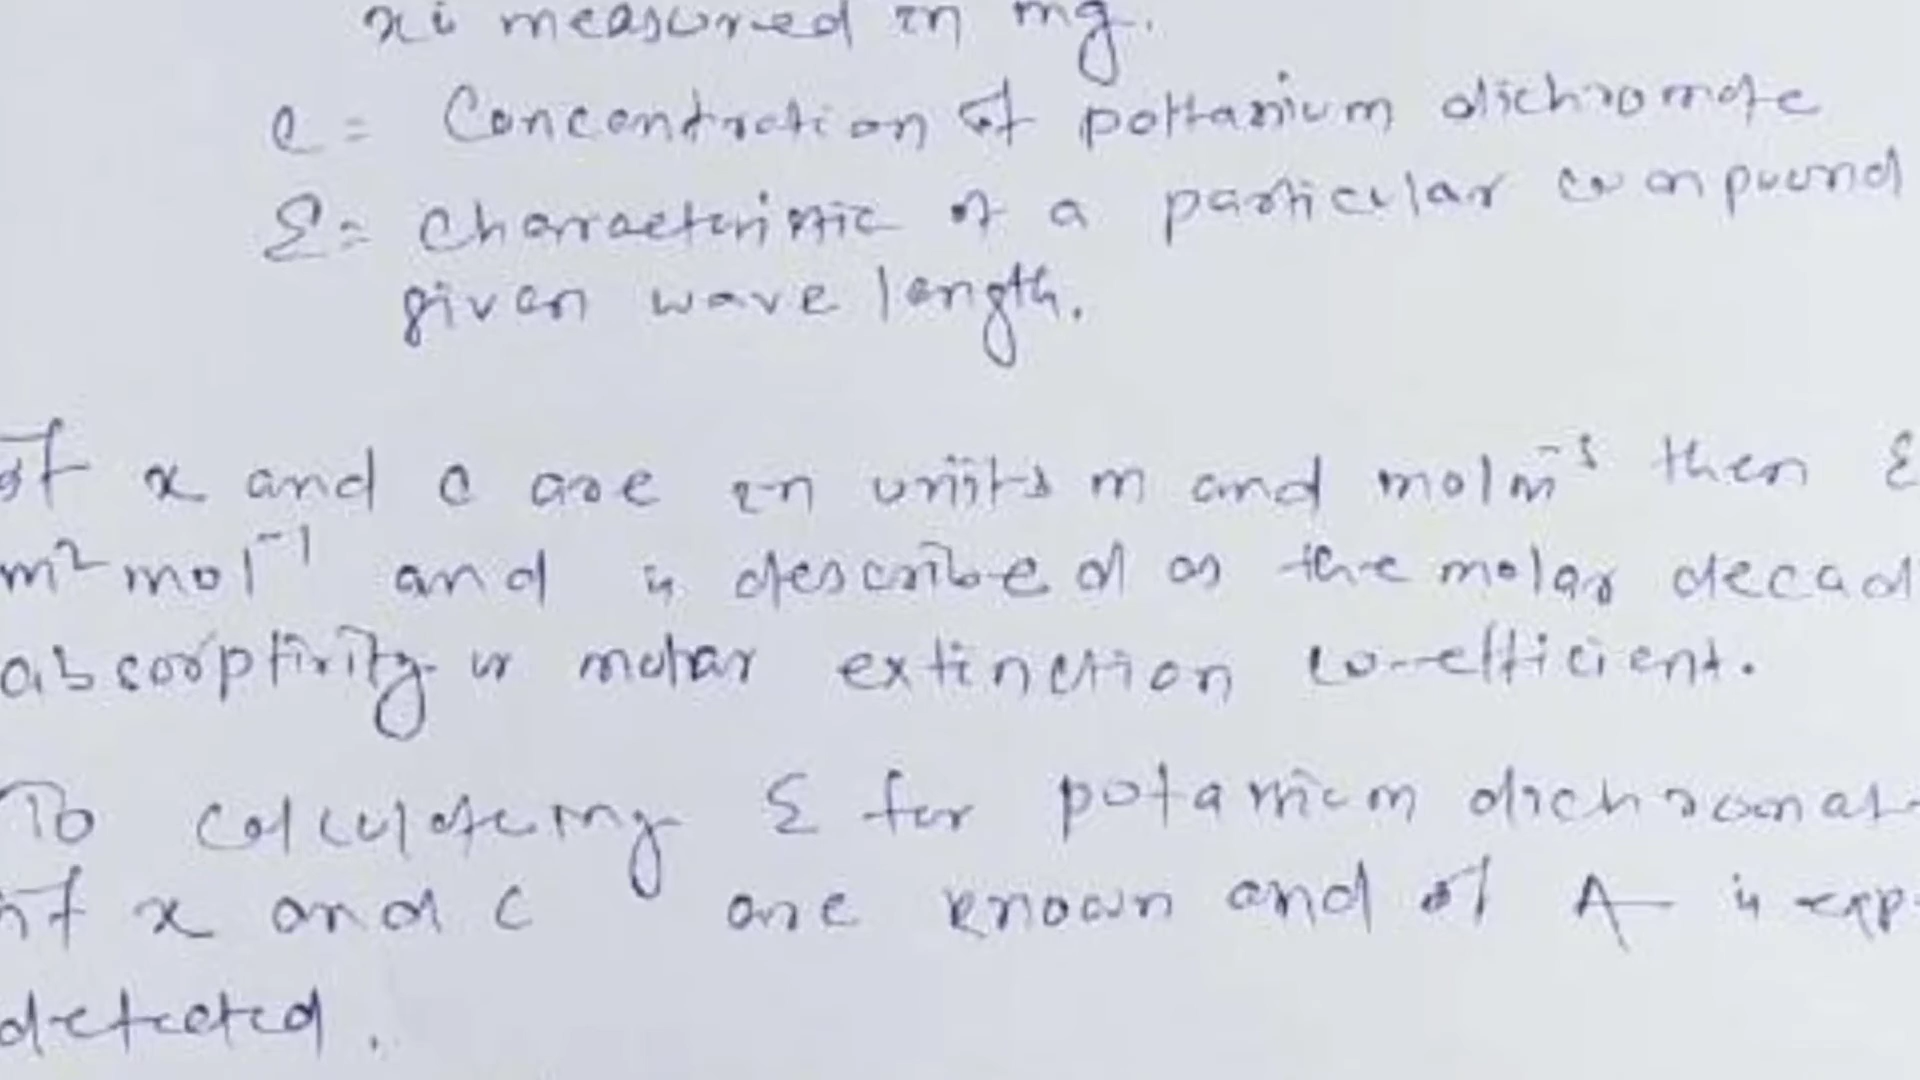 x is measured in mg.
C = Concentration of pottassium dichromate
Ɛ = characteristic of a particular compound
given wave length.
If x and c are in units m and mol m⁻³ then Ɛ
m² mol⁻¹ and is described as the molar decad
absorptivity or molar extinction co-efficient.
To calculateing Ɛ for potassium dichromat
if x and c are known and if A is exp
detected.